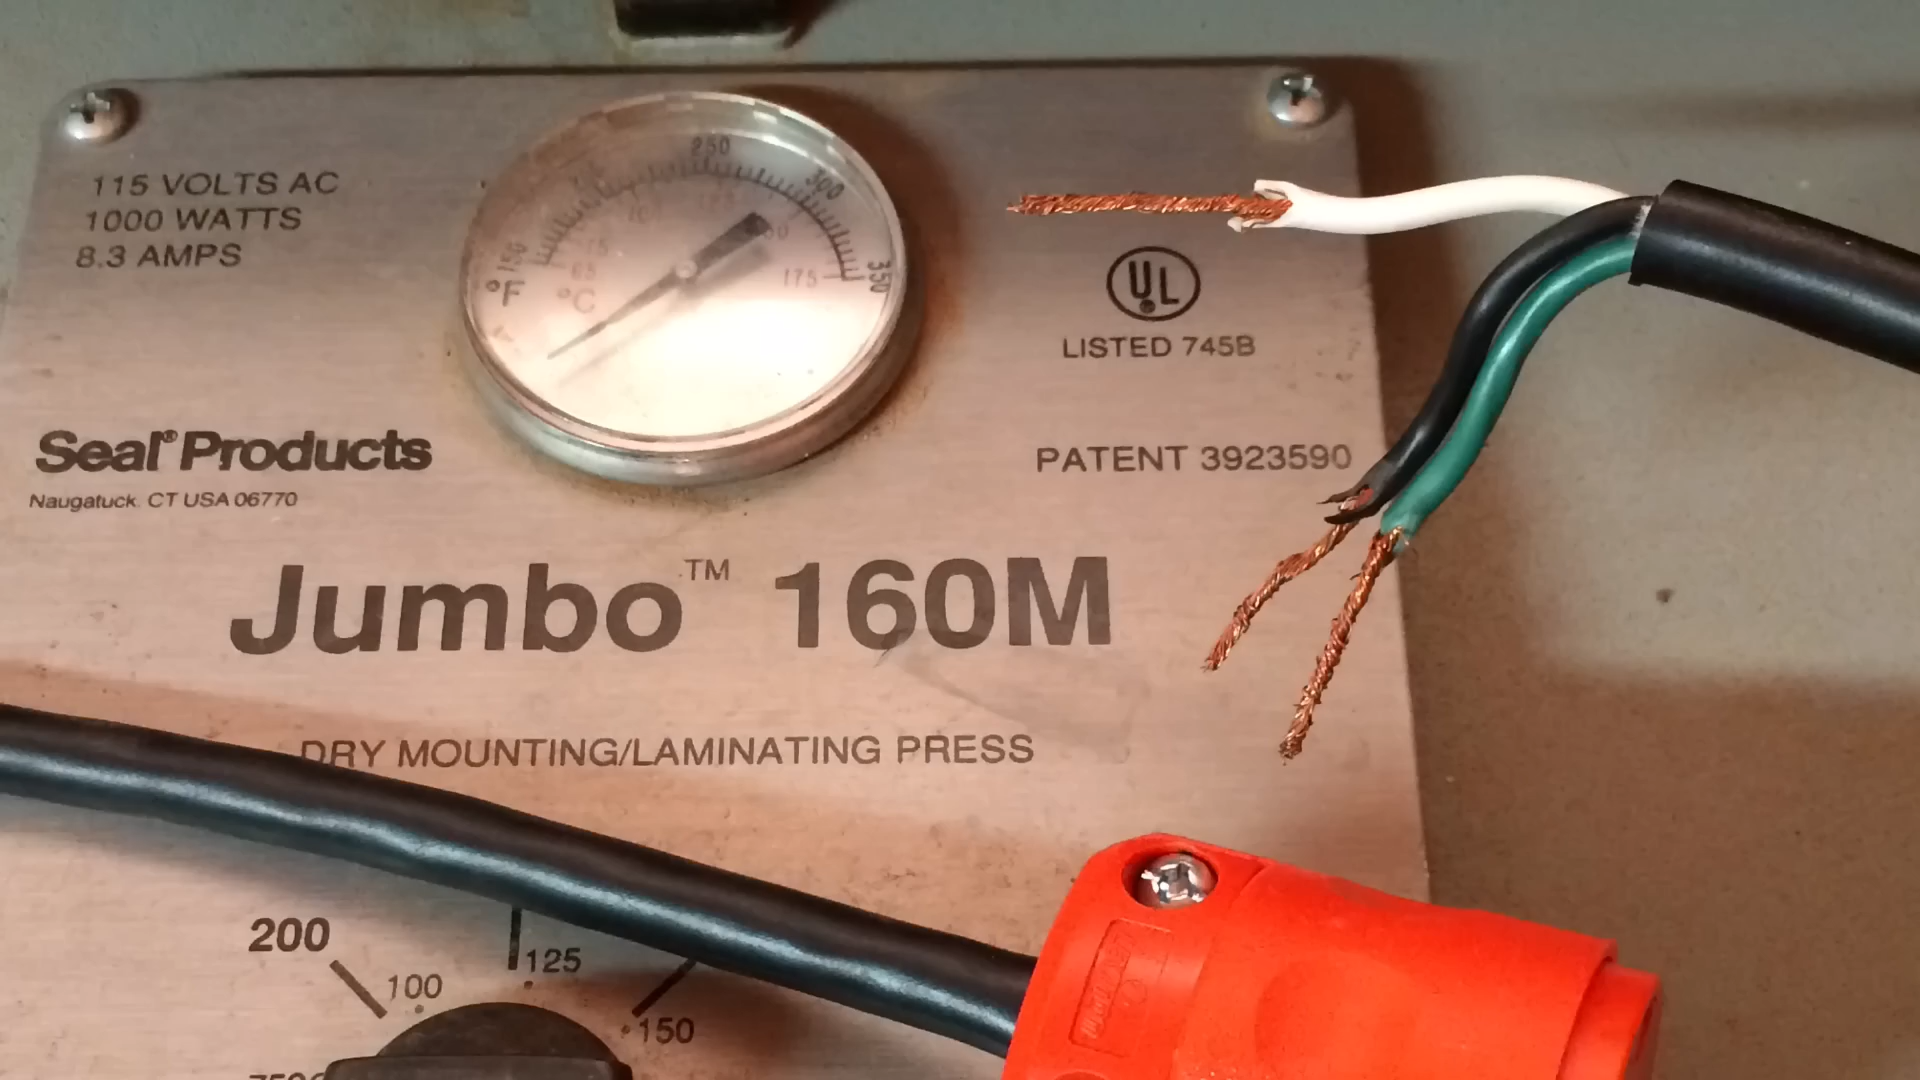 115 VOLTS AC
1000 WATTS
8.3 AMPS
150
250
300
350
°F
°C
175
UL
LISTED 745B
PATENT 3923590
Seal® Products
Naugatuck, CT USA 06770
Jumbo™ 160M
DRY MOUNTING/LAMINATING PRESS
200
100
125
150